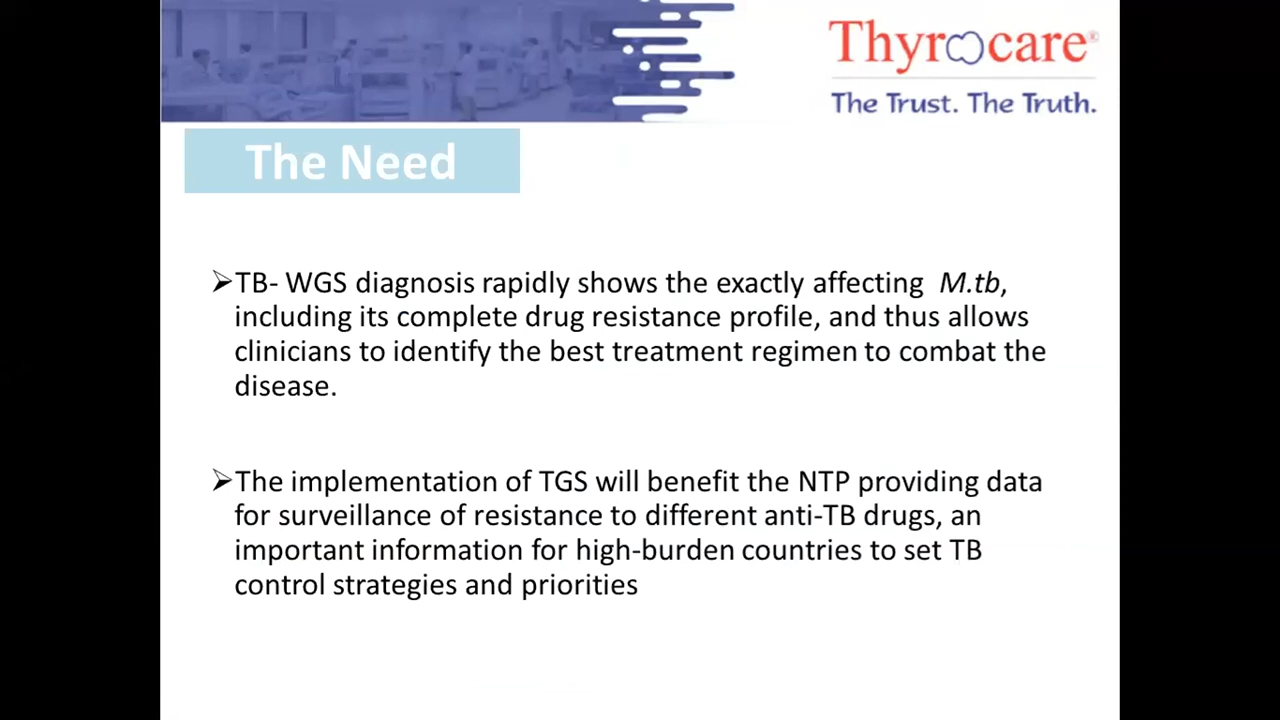 Thyrocare®
The Trust. The Truth.
The Need
➢TB- WGS diagnosis rapidly shows the exactly affecting M.tb,
including its complete drug resistance profile, and thus allows
clinicians to identify the best treatment regimen to combat the
disease.
➢The implementation of TGS will benefit the NTP providing data
for surveillance of resistance to different anti-TB drugs, an
important information for high-burden countries to set TB
control strategies and priorities